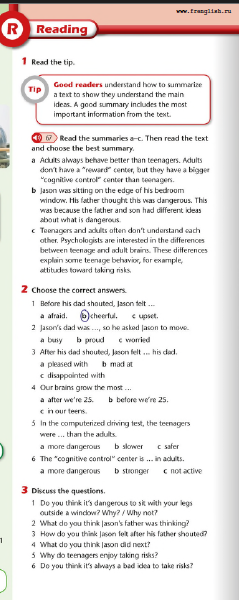 www.frenglish.ru
R Reading
1 Read the tip.
Tip
Good readers understand how to summarize
a text to show they understand the main
ideas. A good summary includes the most
important information from the text.
Read the summaries a–c. Then read the text
and choose the best summary.
a Adults always behave better than teenagers. Adults
don't have a "reward" center, but they have a bigger
"cognitive control" center than teenagers.
b Jason was sitting on the edge of his bedroom
window. His father thought this was dangerous. This
was because the father and son had different ideas
about what is dangerous.
c Teenagers and adults often don't understand each
other. Psychologists are interested in the differences
between teenage and adult brains. These differences
explain some teenage behavior, for example,
attitudes toward taking risks.
2 Choose the correct answers.
1 Before his dad shouted, Jason felt …
a afraid. b cheerful. c upset.
2 Jason's dad was …, so he asked Jason to move.
a busy b proud c worried
3 After his dad shouted, Jason felt … his dad.
a pleased with b mad at
c disappointed with
4 Our brains grow the most …
a after we're 25. b before we're 25.
c in our teens.
5 In the computerized driving test, the teenagers
were … than the adults.
a more dangerous b slower c safer
6 The "cognitive control" center is … in adults.
a more dangerous b stronger c not active
3 Discuss the questions.
1 Do you think it's dangerous to sit with your legs
outside a window? Why? / Why not?
2 What do you think Jason's father was thinking?
3 How do you think Jason felt after his father shouted?
4 What do you think Jason did next?
5 Why do teenagers enjoy taking risks?
6 Do you think it's always a bad idea to take risks?